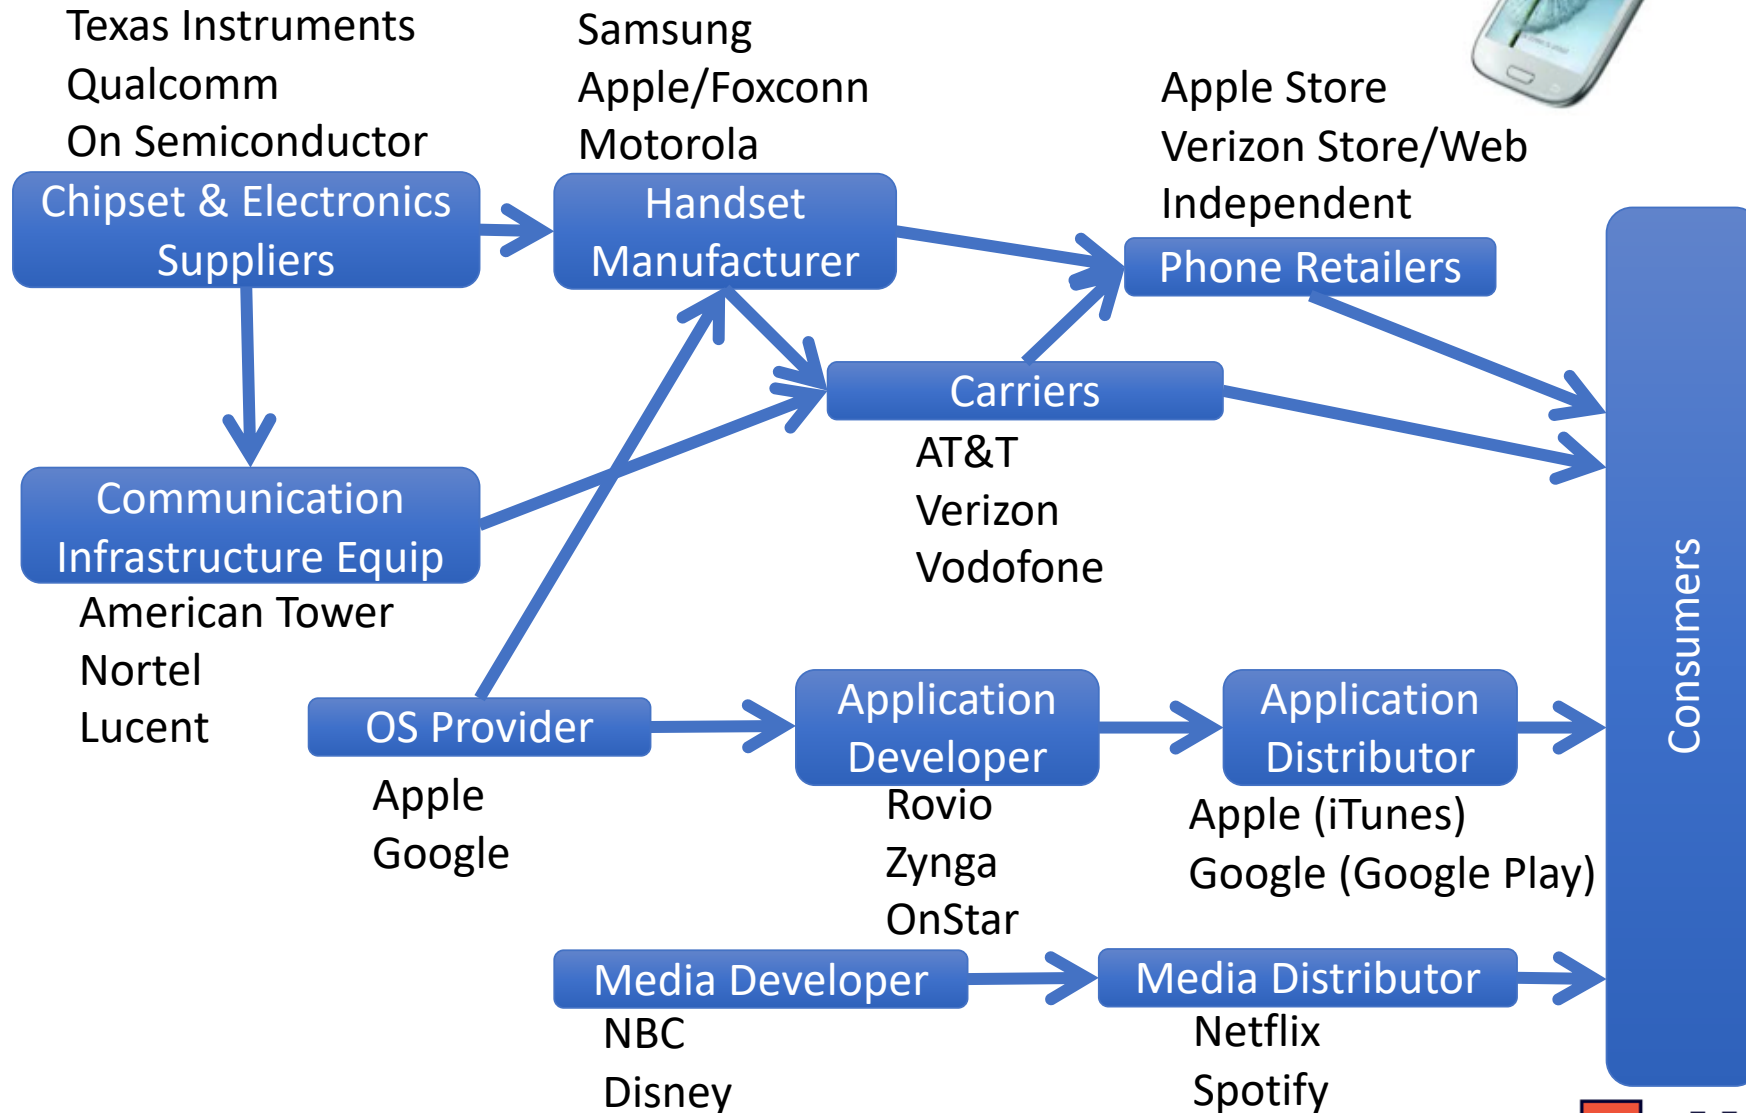 Texas Instruments
Qualcomm
On Semiconductor
Chipset & Electronics
Suppliers
Samsung
Apple/Foxconn
Motorola
Handset
Manufacturer
Apple Store
Verizon Store/Web
Independent
Phone Retailers
Carriers
AT&T
Verizon
Vodofone
Communication
Infrastructure Equip
American Tower
Nortel
Lucent
OS Provider
Apple
Google
Application
Developer
Rovio
Zynga
OnStar
Application
Distributor
Apple (iTunes)
Google (Google Play)
Media Developer
NBC
Disney
Media Distributor
Netflix
Spotify
Consumers